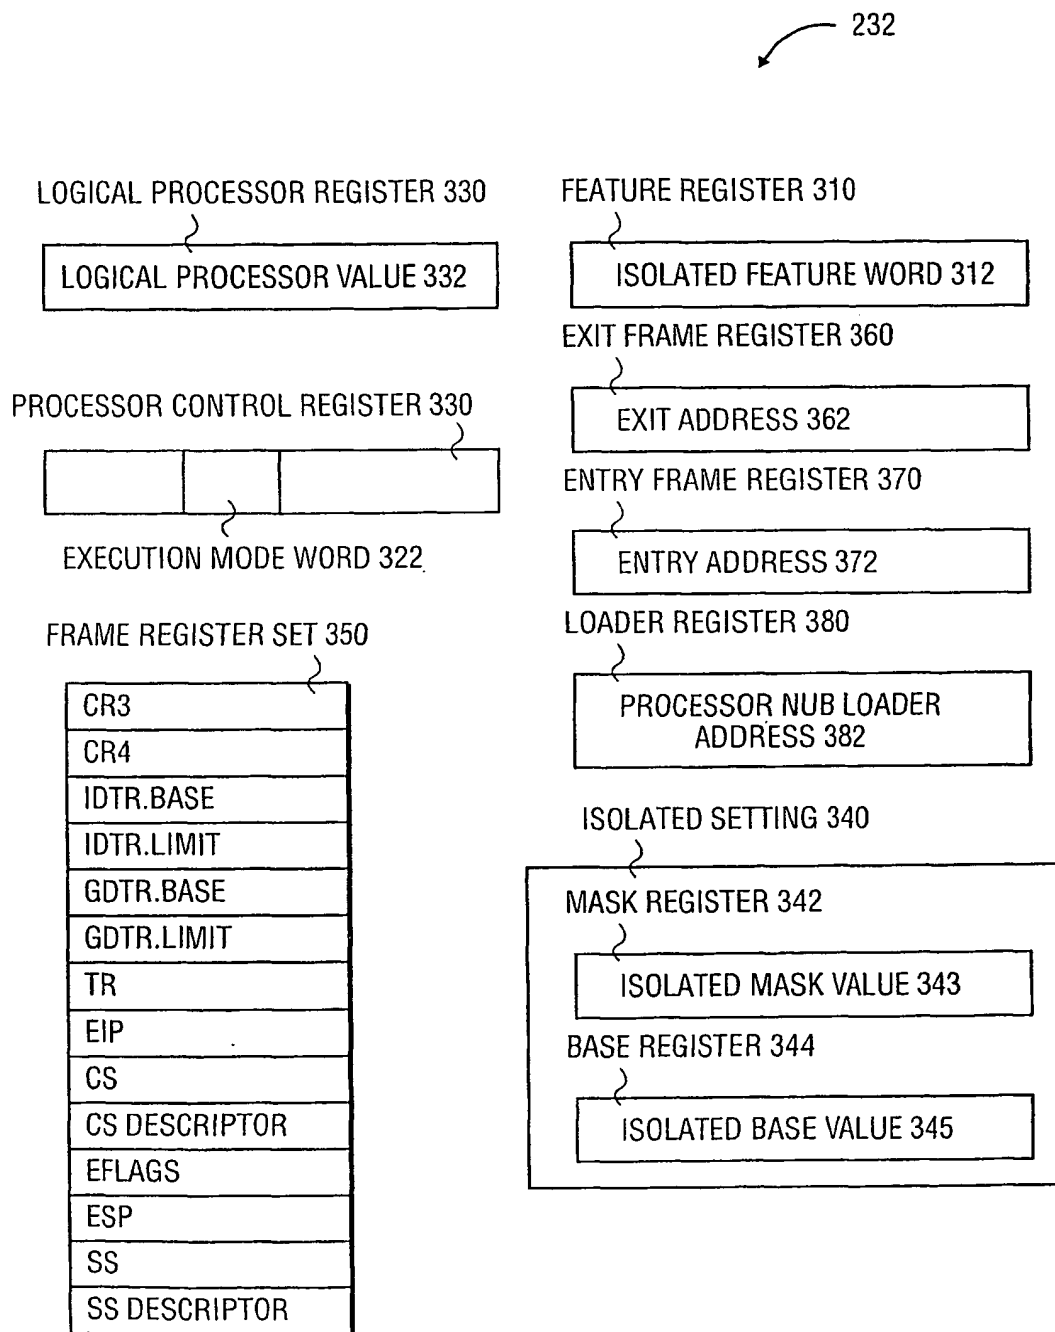 232
LOGICAL PROCESSOR REGISTER 330
LOGICAL PROCESSOR VALUE 332
PROCESSOR CONTROL REGISTER 330
EXECUTION MODE WORD 322
FRAME REGISTER SET 350
CR3
CR4
IDTR.BASE
IDTR.LIMIT
GDTR.BASE
GDTR.LIMIT
TR
EIP
CS
CS DESCRIPTOR
EFLAGS
ESP
SS
SS DESCRIPTOR
FEATURE REGISTER 310
ISOLATED FEATURE WORD 312
EXIT FRAME REGISTER 360
EXIT ADDRESS 362
ENTRY FRAME REGISTER 370
ENTRY ADDRESS 372
LOADER REGISTER 380
PROCESSOR NUB LOADER
ADDRESS 382
ISOLATED SETTING 340
MASK REGISTER 342
ISOLATED MASK VALUE 343
BASE REGISTER 344
ISOLATED BASE VALUE 345